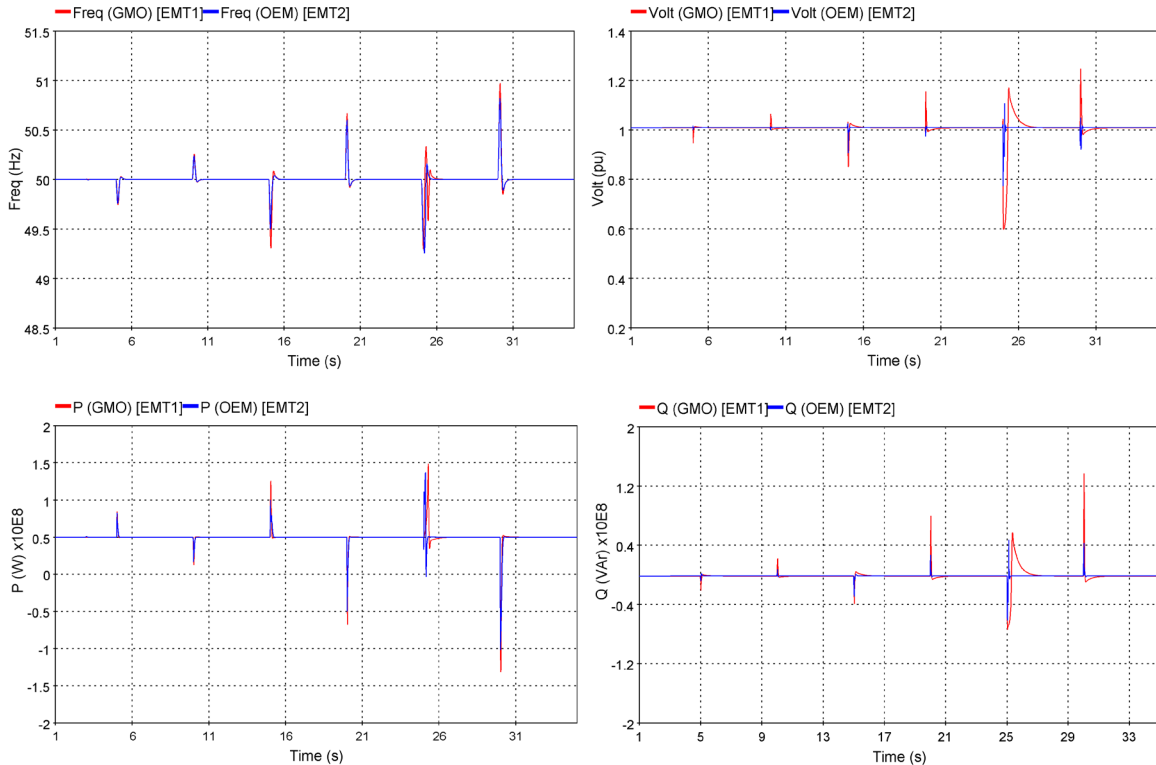 Freq (GMO) [EMT1] Freq (OEM) [EMT2]
51.5
51
50.5
50
49.5
49
48.5
Freq (Hz)
1 6 11 16 21 26 31
Time (s)
Volt (GMO) [EMT1] Volt (OEM) [EMT2]
1.4
1.2
1
0.8
0.6
0.4
0.2
Volt (pu)
1 6 11 16 21 26 31
Time (s)
P (GMO) [EMT1] P (OEM) [EMT2]
2
1.5
1
0.5
0
-0.5
-1
-1.5
-2
P (W) x10E8
1 6 11 16 21 26 31
Time (s)
Q (GMO) [EMT1] Q (OEM) [EMT2]
2
1.2
0.4
-0.4
-1.2
-2
Q (VAr) x10E8
1 5 9 13 17 21 25 29 33
Time (s)